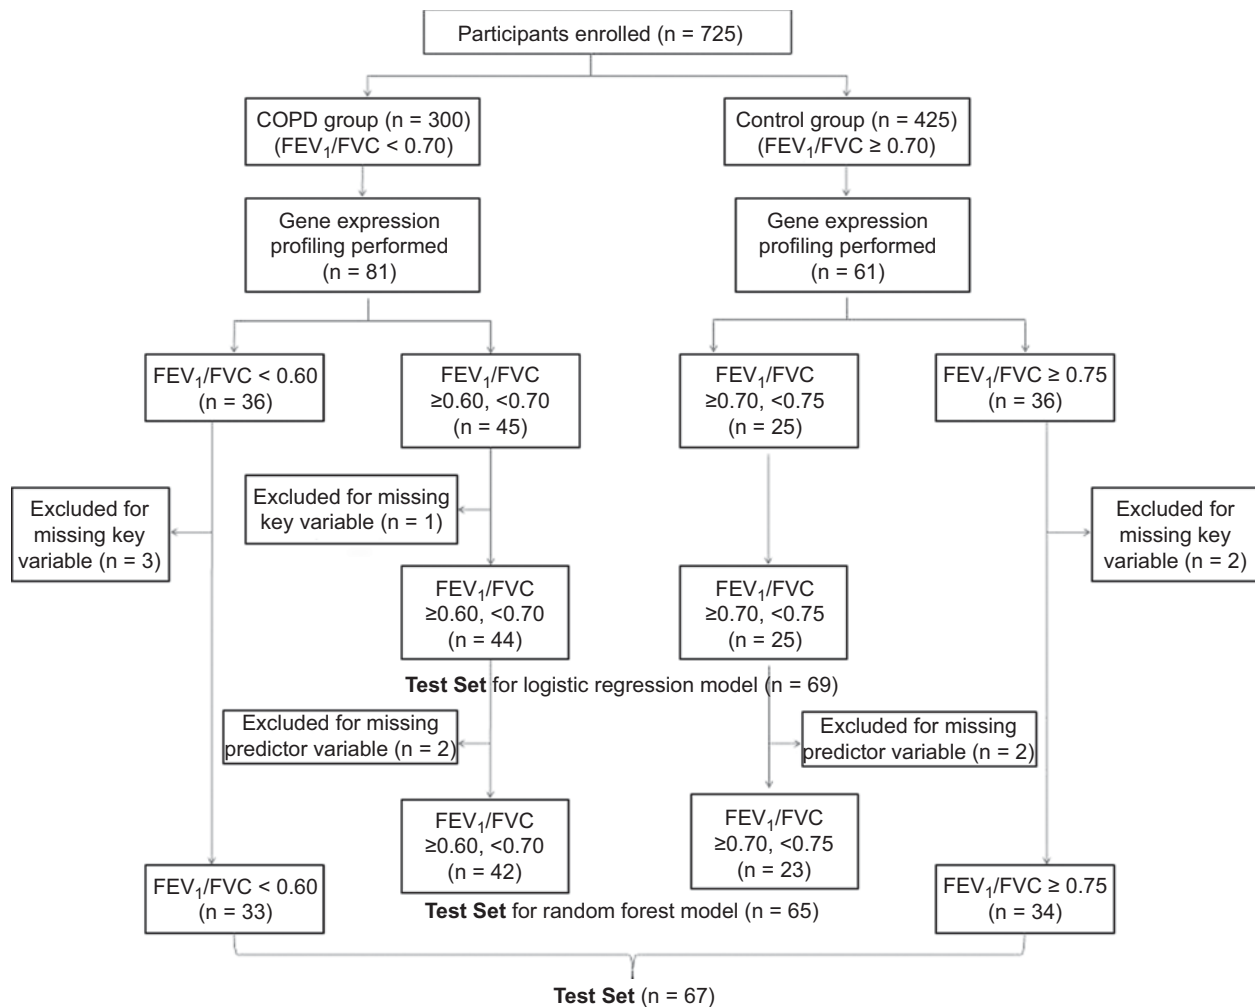 Participants enrolled (n = 725)
COPD group (n = 300)
(FEV₁/FVC < 0.70)
Control group (n = 425)
(FEV₁/FVC ≥ 0.70)
Gene expression
profiling performed
(n = 81)
Gene expression
profiling performed
(n = 61)
FEV₁/FVC < 0.60
(n = 36)
FEV₁/FVC
≥0.60, <0.70
(n = 45)
FEV₁/FVC
≥0.70, <0.75
(n = 25)
FEV₁/FVC ≥ 0.75
(n = 36)
Excluded for
missing key
variable (n = 3)
Excluded for missing
key variable (n = 1)
Excluded for
missing key
variable (n = 2)
FEV₁/FVC
≥0.60, <0.70
(n = 44)
FEV₁/FVC
≥0.70, <0.75
(n = 25)
Test Set for logistic regression model (n = 69)
Excluded for missing
predictor variable (n = 2)
Excluded for missing
predictor variable (n = 2)
FEV₁/FVC
≥0.60, <0.70
(n = 42)
FEV₁/FVC
≥0.70, <0.75
(n = 23)
FEV₁/FVC < 0.60
(n = 33)
FEV₁/FVC ≥ 0.75
(n = 34)
Test Set for random forest model (n = 65)
Test Set (n = 67)